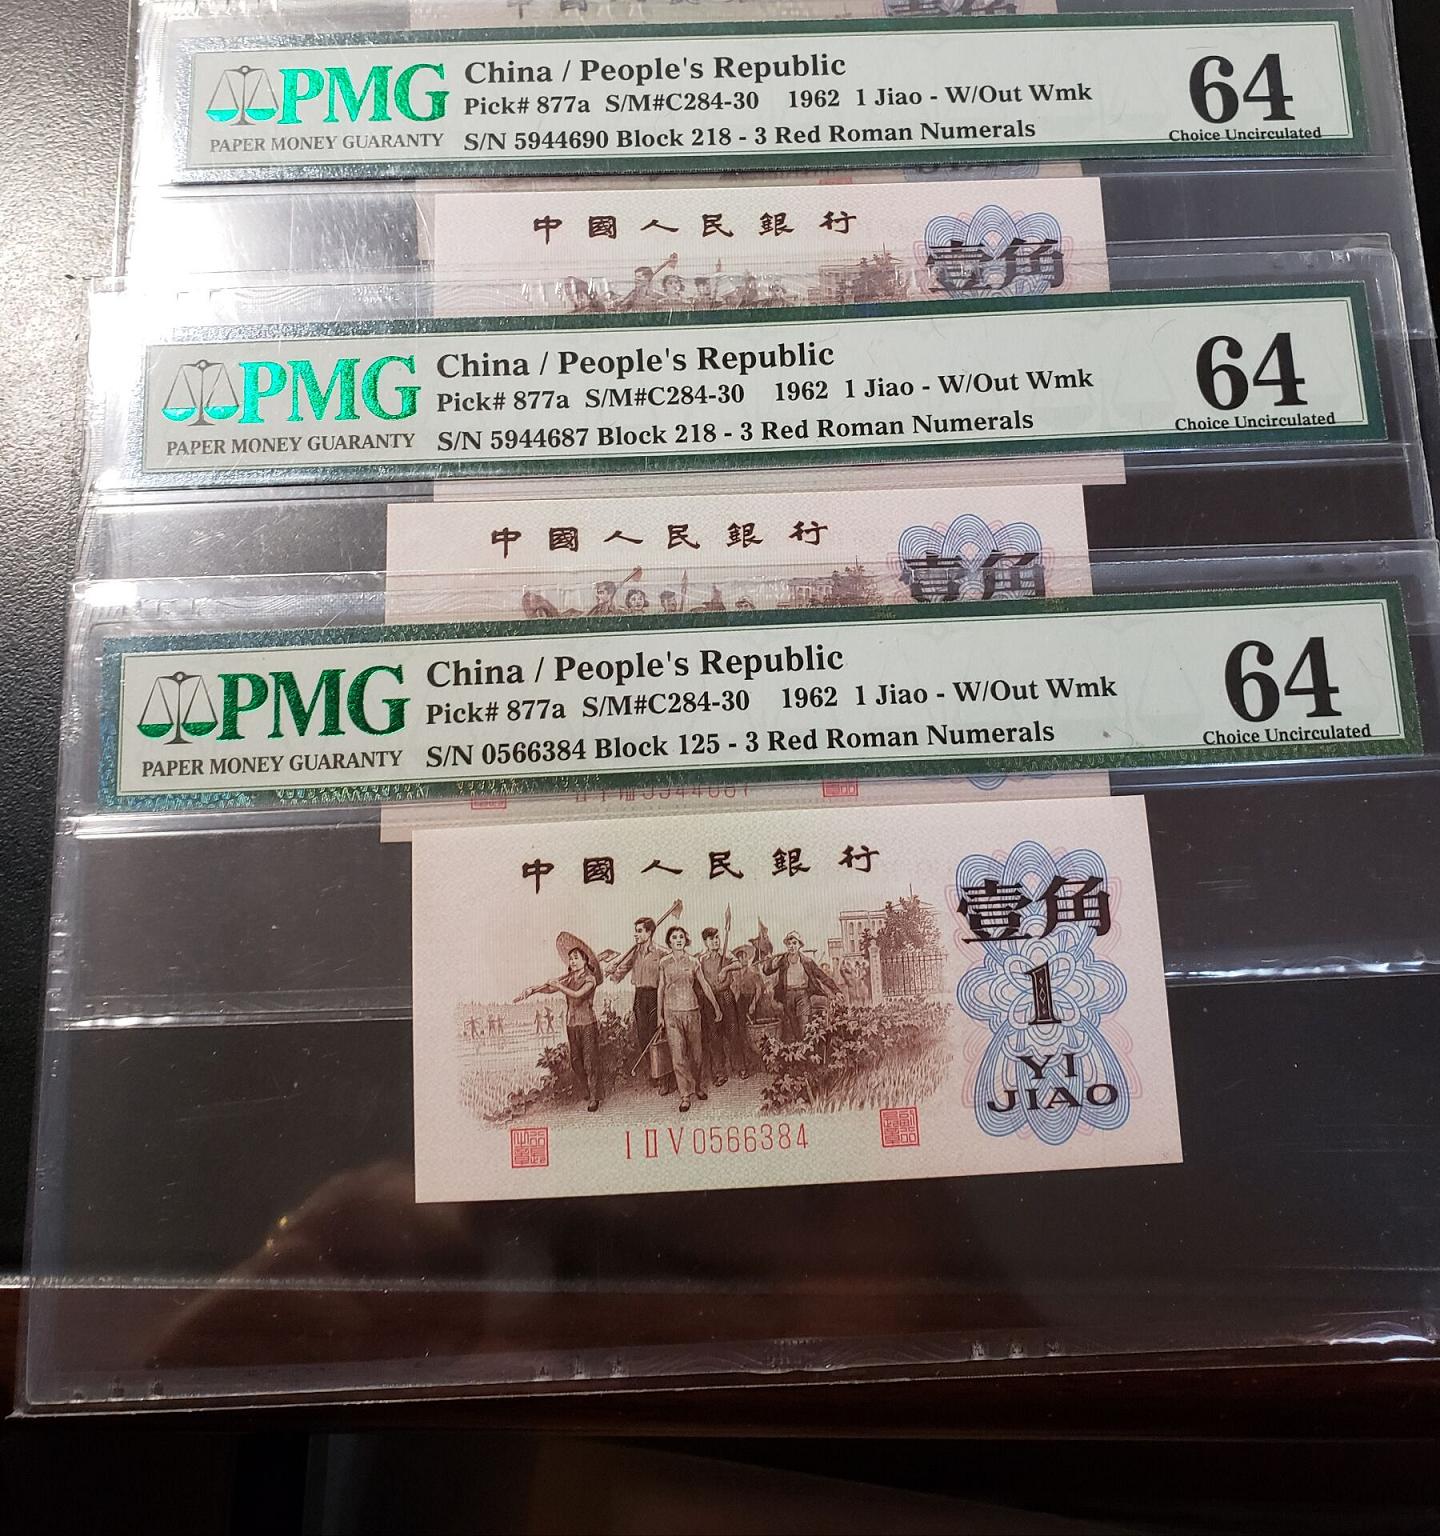 PMG
PAPER MONEY GUARANTY
China / People's Republic
Pick# 877a S/M#C284-30 1962 1 Jiao - W/Out Wmk
S/N 5944690 Block 218 - 3 Red Roman Numerals
64
Choice Uncirculated
中國人民銀行
壹角
PMG
PAPER MONEY GUARANTY
China / People's Republic
Pick# 877a S/M#C284-30 1962 1 Jiao - W/Out Wmk
S/N 5944687 Block 218 - 3 Red Roman Numerals
64
Choice Uncirculated
中國人民銀行
壹角
PMG
PAPER MONEY GUARANTY
China / People's Republic
Pick# 877a S/M#C284-30 1962 1 Jiao - W/Out Wmk
S/N 0566384 Block 125 - 3 Red Roman Numerals
64
Choice Uncirculated
中國人民銀行
壹角
1
YI
JIAO
I II V 0566384